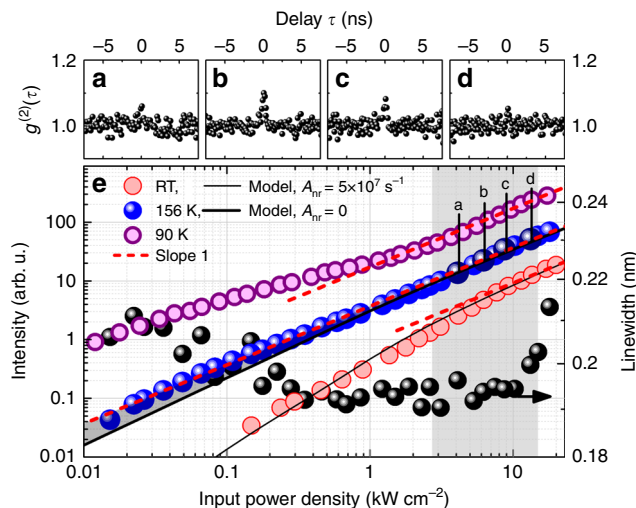 Delay τ (ns)
−5 0 5 −5 0 5 −5 0 5 −5 0 5
1.2
1.0
g(2)(τ)
a b c d
1.2
1.0
e
RT, Model, Anr = 5×10⁷ s⁻¹
156 K, Model, Anr = 0
90 K
Slope 1
a b c d
100
10
1
0.1
0.01
Intensity (arb. u.)
0.24
0.22
0.2
0.18
Linewidth (nm)
0.01 0.1 1 10
Input power density (kW cm⁻²)